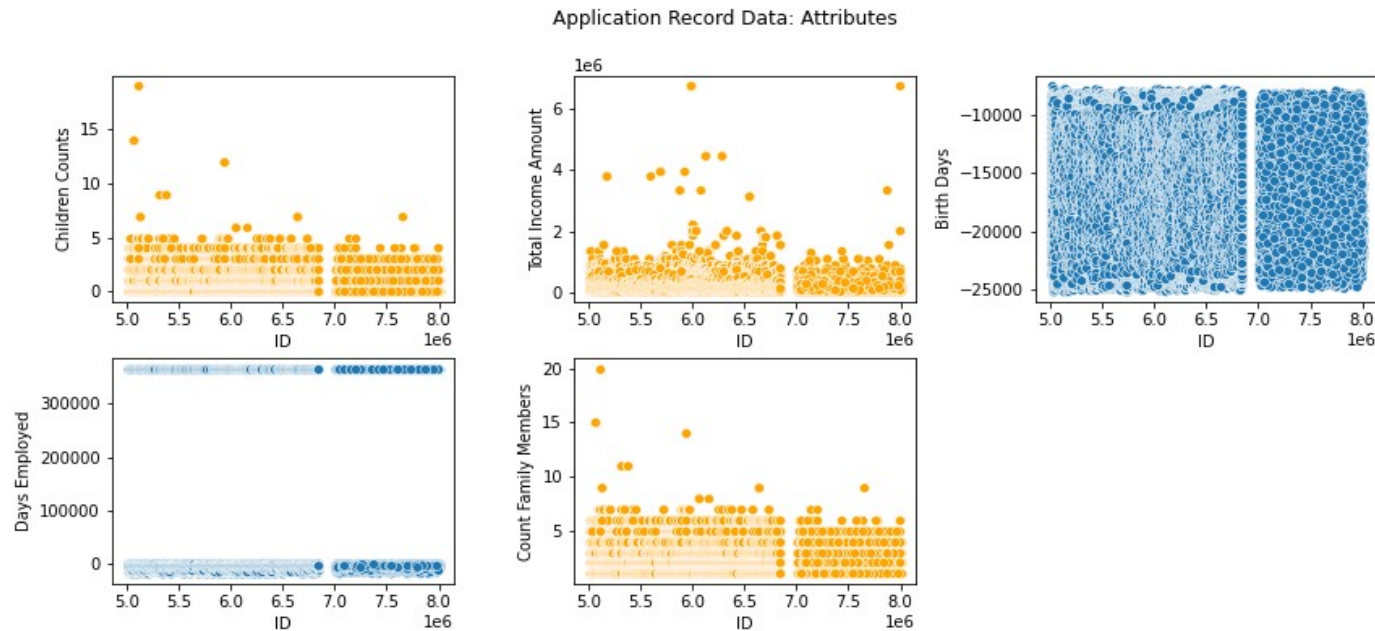 Application Record Data: Attributes
Children Counts
15
10
5
0
5.0 5.5 6.0 6.5 7.0 7.5 8.0
ID
1e6
1e6
Total Income Amount
6
4
2
0
5.0 5.5 6.0 6.5 7.0 7.5 8.0
ID
1e6
Birth Days
−10000
−15000
−20000
−25000
5.0 5.5 6.0 6.5 7.0 7.5 8.0
ID
1e6
Days Employed
300000
200000
100000
0
5.0 5.5 6.0 6.5 7.0 7.5 8.0
ID
1e6
Count Family Members
20
15
10
5
5.0 5.5 6.0 6.5 7.0 7.5 8.0
ID
1e6